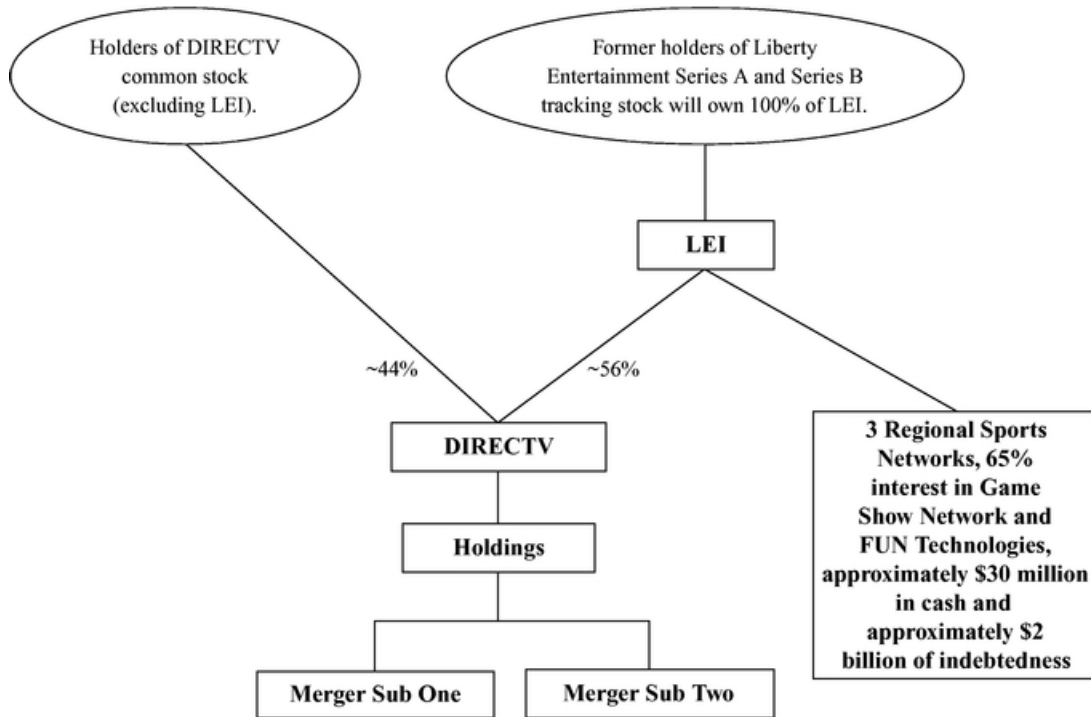 Holders of DIRECTV
common stock
(excluding LEI).
Former holders of Liberty
Entertainment Series A and Series B
tracking stock will own 100% of LEI.
LEI
~44%
~56%
DIRECTV
3 Regional Sports
Networks, 65%
interest in Game
Show Network and
FUN Technologies,
approximately $30 million
in cash and
approximately $2
billion of indebtedness
Holdings
Merger Sub One
Merger Sub Two